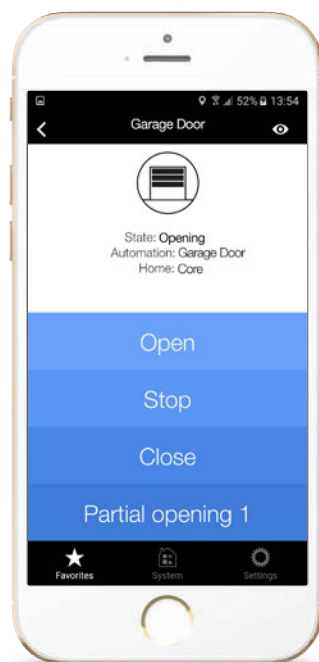 52% 13:54
Garage Door
State: Opening
Automation: Garage Door
Home: Core
Open
Stop
Close
Partial opening 1
Favorites System Settings